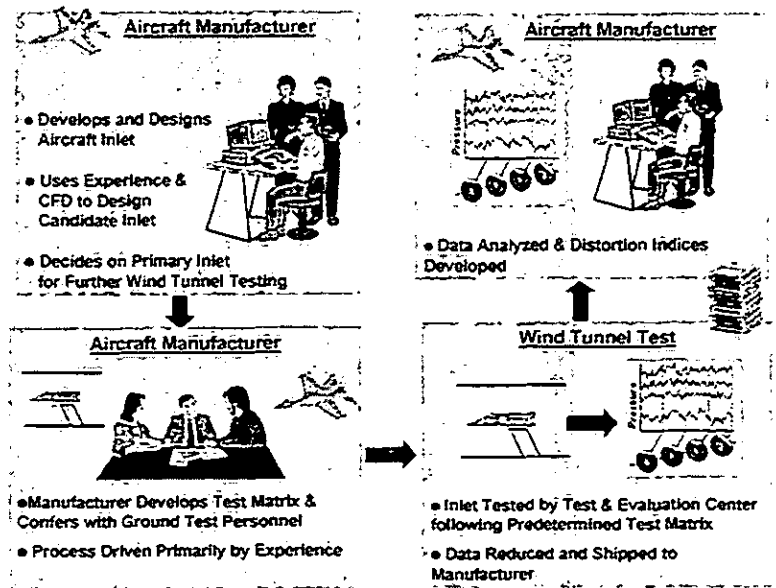 Aircraft Manufacturer
• Develops and Designs
Aircraft Inlet
• Uses Experience &
CFD to Design
Candidate Inlet
• Decides on Primary Inlet
for Further Wind Tunnel Testing
Aircraft Manufacturer
• Manufacturer Develops Test Matrix &
Confers with Ground Test Personnel
• Process Driven Primarily by Experience
Wind Tunnel Test
Pressure
• Inlet Tested by Test & Evaluation Center
following Predetermined Test Matrix
• Data Reduced and Shipped to
Manufacturer
Aircraft Manufacturer
Pressure
• Data Analyzed & Distortion Indices
Developed